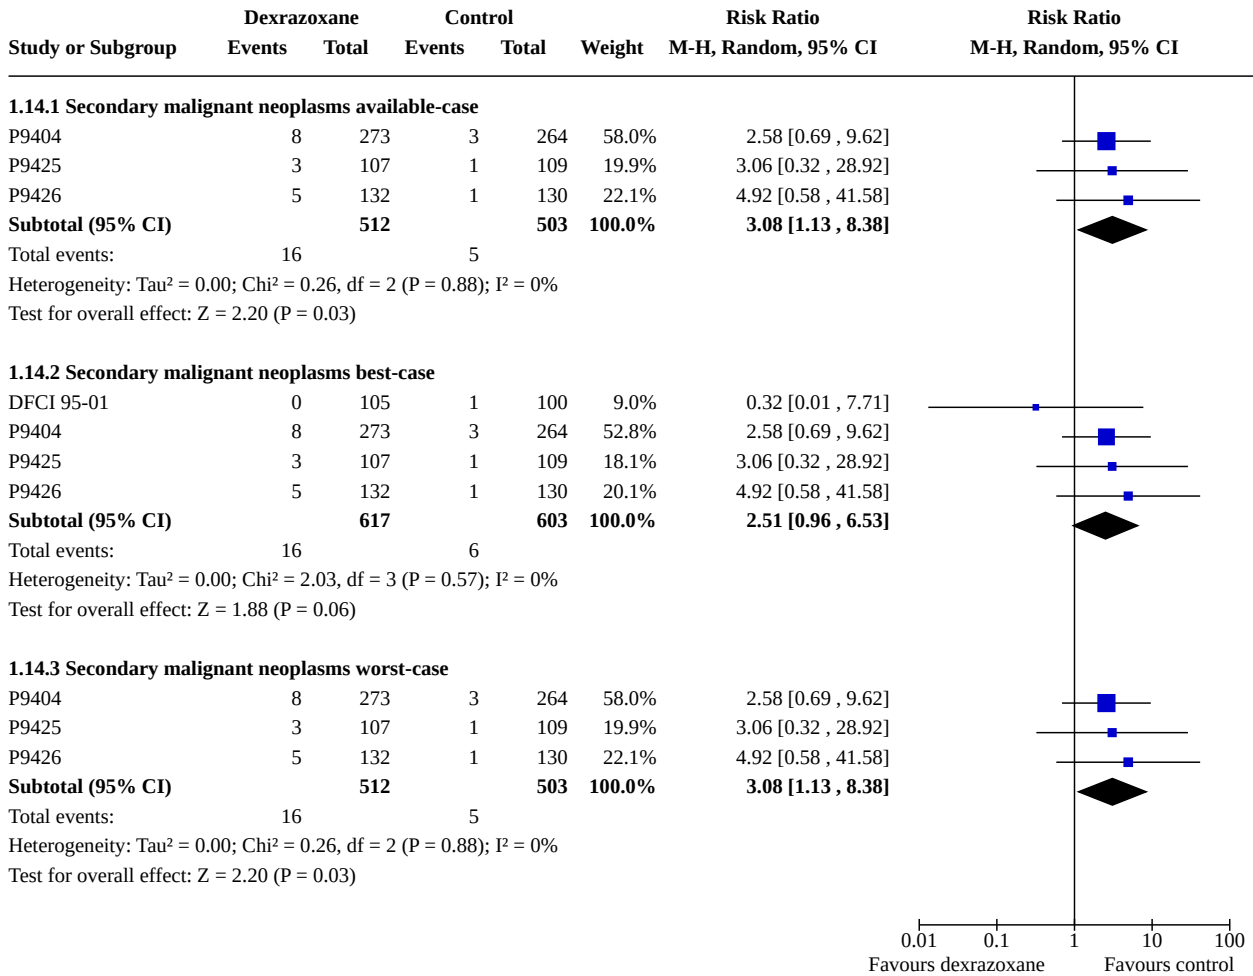 Dexrazoxane Control Risk Ratio Risk Ratio
Study or Subgroup Events Total Events Total Weight M-H, Random, 95% CI M-H, Random, 95% CI
1.14.1 Secondary malignant neoplasms available-case
P9404 8 273 3 264 58.0% 2.58 [0.69 , 9.62]
P9425 3 107 1 109 19.9% 3.06 [0.32 , 28.92]
P9426 5 132 1 130 22.1% 4.92 [0.58 , 41.58]
Subtotal (95% CI) 512 503 100.0% 3.08 [1.13 , 8.38]
Total events: 16 5
Heterogeneity: Tau² = 0.00; Chi² = 0.26, df = 2 (P = 0.88); I² = 0%
Test for overall effect: Z = 2.20 (P = 0.03)
1.14.2 Secondary malignant neoplasms best-case
DFCI 95-01 0 105 1 100 9.0% 0.32 [0.01 , 7.71]
P9404 8 273 3 264 52.8% 2.58 [0.69 , 9.62]
P9425 3 107 1 109 18.1% 3.06 [0.32 , 28.92]
P9426 5 132 1 130 20.1% 4.92 [0.58 , 41.58]
Subtotal (95% CI) 617 603 100.0% 2.51 [0.96 , 6.53]
Total events: 16 6
Heterogeneity: Tau² = 0.00; Chi² = 2.03, df = 3 (P = 0.57); I² = 0%
Test for overall effect: Z = 1.88 (P = 0.06)
1.14.3 Secondary malignant neoplasms worst-case
P9404 8 273 3 264 58.0% 2.58 [0.69 , 9.62]
P9425 3 107 1 109 19.9% 3.06 [0.32 , 28.92]
P9426 5 132 1 130 22.1% 4.92 [0.58 , 41.58]
Subtotal (95% CI) 512 503 100.0% 3.08 [1.13 , 8.38]
Total events: 16 5
Heterogeneity: Tau² = 0.00; Chi² = 0.26, df = 2 (P = 0.88); I² = 0%
Test for overall effect: Z = 2.20 (P = 0.03)
0.01 0.1 1 10 100
Favours dexrazoxane Favours control